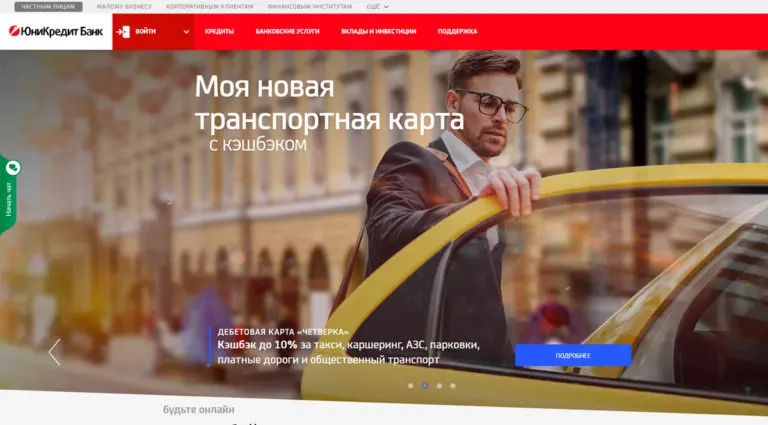 ЧАСТНЫМ ЛИЦАМ МАЛОМУ БИЗНЕСУ КОРПОРАТИВНЫМ КЛИЕНТАМ ФИНАНСОВЫМ ИНСТИТУТАМ ЕЩЁ
ЮниКредит Банк ВОЙТИ КРЕДИТЫ БАНКОВСКИЕ УСЛУГИ ВКЛАДЫ И ИНВЕСТИЦИИ ПОДДЕРЖКА
Моя новая
транспортная карта
с кэшбэком
Начать чат
ДЕБЕТОВАЯ КАРТА «ЧЕТВЕРКА»
Кэшбэк до 10% за такси, каршеринг, АЗС, парковки,
платные дороги и общественный транспорт
ПОДРОБНЕЕ
будьте онлайн